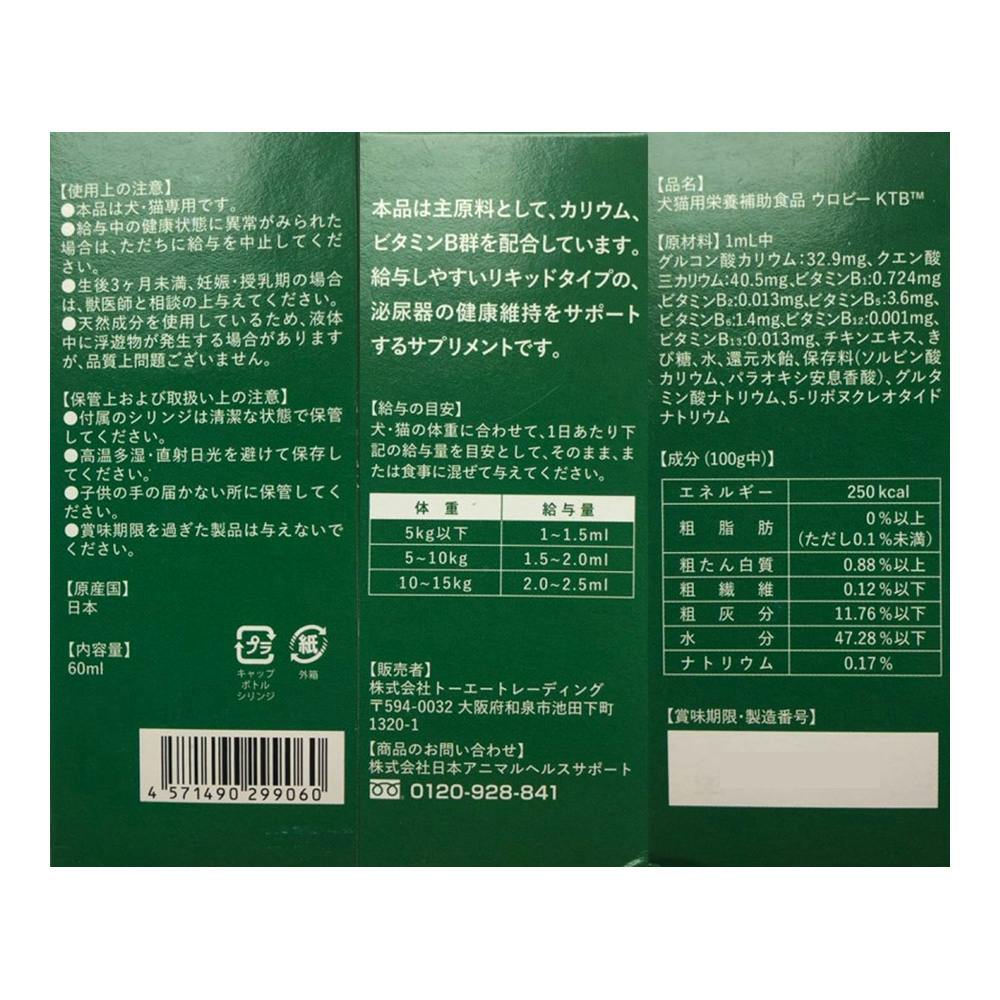 【使用上の注意】
●本品は犬・猫専用です。
●給与中の健康状態に異常がみられた
場合は、ただちに給与を中止してくだ
さい。
●生後3ヶ月未満、妊娠・授乳期の場合
は、獣医師と相談の上与えてください。
●天然成分を使用しているため、液体
中に浮遊物が発生する場合があります
が、品質上問題ございません。
【保管上および取扱い上の注意】
●付属のシリンジは清潔な状態で保管
してください。
●高温多湿・直射日光を避けて保存し
てください。
●子供の手の届かない所に保管してく
ださい。
●賞味期限を過ぎた製品は与えないで
ください。
【原産国】
日本
【内容量】
60ml
プラ
キャップ
ボトル
シリンジ
紙
外箱
4 571490 299060
本品は主原料として、カリウム、
ビタミンB群を配合しています。
給与しやすいリキッドタイプの、
泌尿器の健康維持をサポート
するサプリメントです。
【給与の目安】
犬・猫の体重に合わせて、1日あたり下
記の給与量を目安として、そのまま、ま
たは食事に混ぜて与えてください。
体 重 給与量
5kg以下 1~1.5ml
5~10kg 1.5~2.0ml
10~15kg 2.0~2.5ml
【販売者】
株式会社トーエートレーディング
〒594-0032 大阪府和泉市池田下町
1320-1
【商品のお問い合わせ】
株式会社日本アニマルヘルスサポート
0120-928-841
【品名】
犬猫用栄養補助食品 ウロビー KTB™
【原材料】1mL中
グルコン酸カリウム:32.9mg、クエン酸
三カリウム:40.5mg、ビタミンB₁:0.724mg
ビタミンB₂:0.013mg、ビタミンB₅:3.6mg、
ビタミンB₆:1.4mg、ビタミンB₁₂:0.001mg、
ビタミンB₁₃:0.013mg、チキンエキス、き
び糖、水、還元水飴、保存料(ソルビン酸
カリウム、パラオキシ安息香酸)、グルタ
ミン酸ナトリウム、5-リボヌクレオタイド
ナトリウム
【成分(100g中)】
エネルギー 250kcal
粗脂肪 0%以上
(ただし0.1%未満)
粗たん白質 0.88%以上
粗繊維 0.12%以下
粗灰分 11.76%以下
水分 47.28%以下
ナトリウム 0.17%
【賞味期限・製造番号】